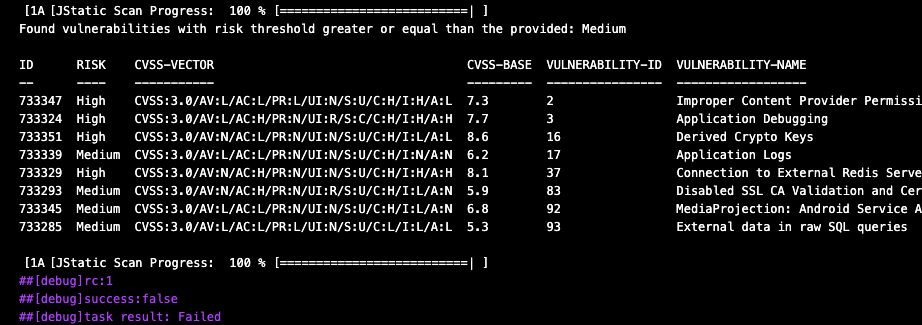 [1A [JStatic Scan Progress:  100 % [==========================| ]
Found vulnerabilities with risk threshold greater or equal than the provided: Medium
ID RISK CVSS-VECTOR CVSS-BASE VULNERABILITY-ID VULNERABILITY-NAME
-- ---- ----------- --------- ---------------- ------------------
733347 High CVSS:3.0/AV:L/AC:L/PR:L/UI:N/S:U/C:H/I:H/A:L 7.3 2 Improper Content Provider Permissi
733324 High CVSS:3.0/AV:L/AC:H/PR:N/UI:R/S:C/C:H/I:H/A:H 7.7 3 Application Debugging
733351 High CVSS:3.0/AV:N/AC:L/PR:N/UI:N/S:U/C:H/I:L/A:L 8.6 16 Derived Crypto Keys
733339 Medium CVSS:3.0/AV:L/AC:L/PR:N/UI:N/S:U/C:H/I:N/A:N 6.2 17 Application Logs
733329 High CVSS:3.0/AV:N/AC:H/PR:N/UI:N/S:U/C:H/I:H/A:H 8.1 37 Connection to External Redis Serve
733293 Medium CVSS:3.0/AV:N/AC:H/PR:N/UI:R/S:U/C:H/I:L/A:N 5.9 83 Disabled SSL CA Validation and Cer
733345 Medium CVSS:3.0/AV:L/AC:L/PR:N/UI:N/S:U/C:H/I:L/A:N 6.8 92 MediaProjection: Android Service A
733285 Medium CVSS:3.0/AV:L/AC:L/PR:L/UI:N/S:U/C:L/I:L/A:L 5.3 93 External data in raw SQL queries
[1A [JStatic Scan Progress:  100 % [==========================| ]
##[debug]rc:1
##[debug]success:false
##[debug]task result: Failed